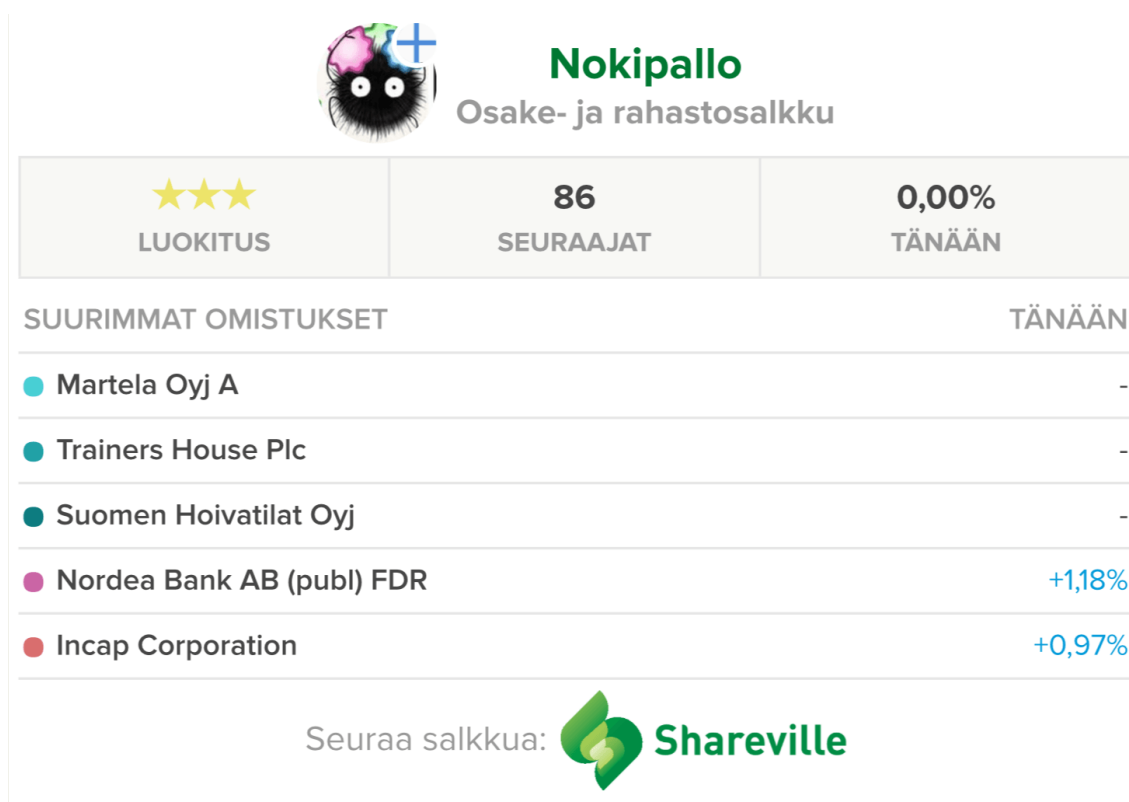 Nokipallo
Osake- ja rahastosalkku
★★★ 86 0,00%
LUOKITUS SEURAAJAT TÄNÄÄN
SUURIMMAT OMISTUKSET TÄNÄÄN
Martela Oyj A -
Trainers House Plc -
Suomen Hoivatilat Oyj -
Nordea Bank AB (publ) FDR +1,18%
Incap Corporation +0,97%
Seuraa salkkua: Shareville